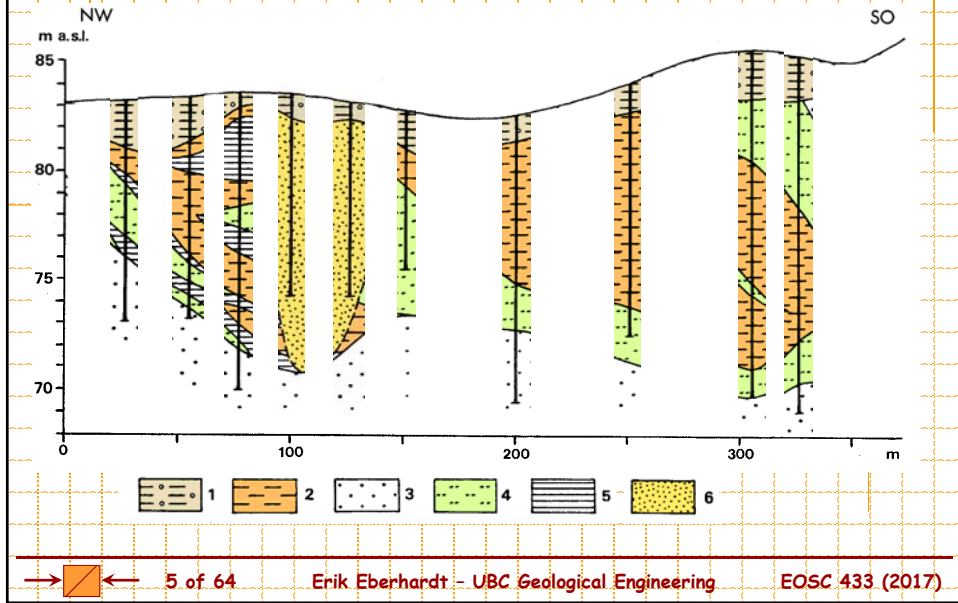 NW
SO
m a.s.l.
85
80
75
70
0
100
200
300
m
1
2
3
4
5
6
5 of 64
Erik Eberhardt – UBC Geological Engineering
EOSC 433 (2017)